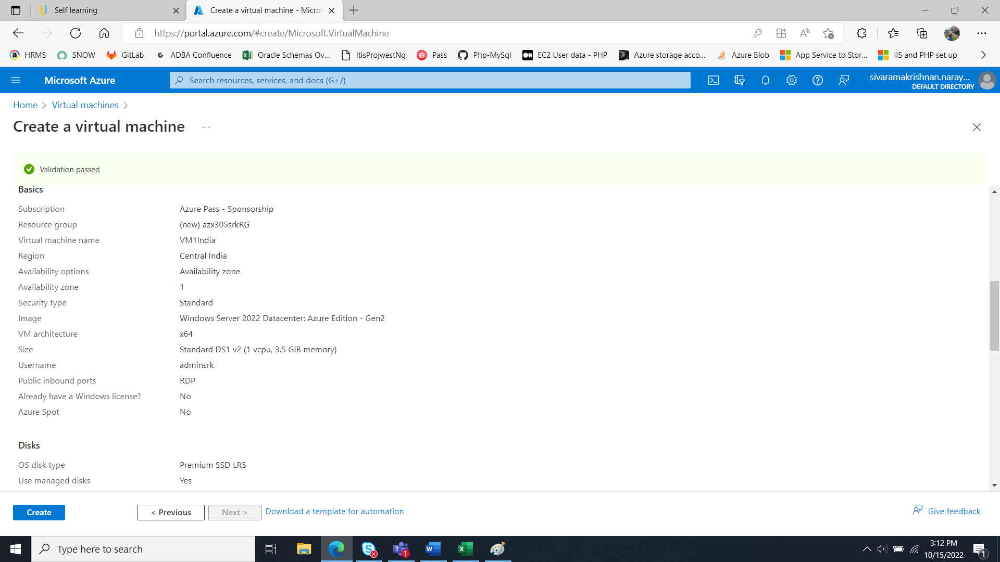 Self learning
Create a virtual machine - Micros
https://portal.azure.com/#create/Microsoft.VirtualMachine
HRMS SNOW GitLab ADBA Confluence Oracle Schemas Ov... ItisProjwestNg Pass Php-MySql EC2 User data - PHP Azure storage acco... Azure Blob App Service to Stor... IIS and PHP set up
Microsoft Azure
Search resources, services, and docs (G+/)
sivaramakrishnan.naray...
DEFAULT DIRECTORY
Home > Virtual machines >
Create a virtual machine ...
Validation passed
Basics
Subscription Azure Pass - Sponsorship
Resource group (new) azx305srkRG
Virtual machine name VM1India
Region Central India
Availability options Availability zone
Availability zone 1
Security type Standard
Image Windows Server 2022 Datacenter: Azure Edition - Gen2
VM architecture x64
Size Standard DS1 v2 (1 vcpu, 3.5 GiB memory)
Username adminsrk
Public inbound ports RDP
Already have a Windows license? No
Azure Spot No
Disks
OS disk type Premium SSD LRS
Use managed disks Yes
Create < Previous Next > Download a template for automation Give feedback
Type here to search
1
3:12 PM
10/15/2022
1